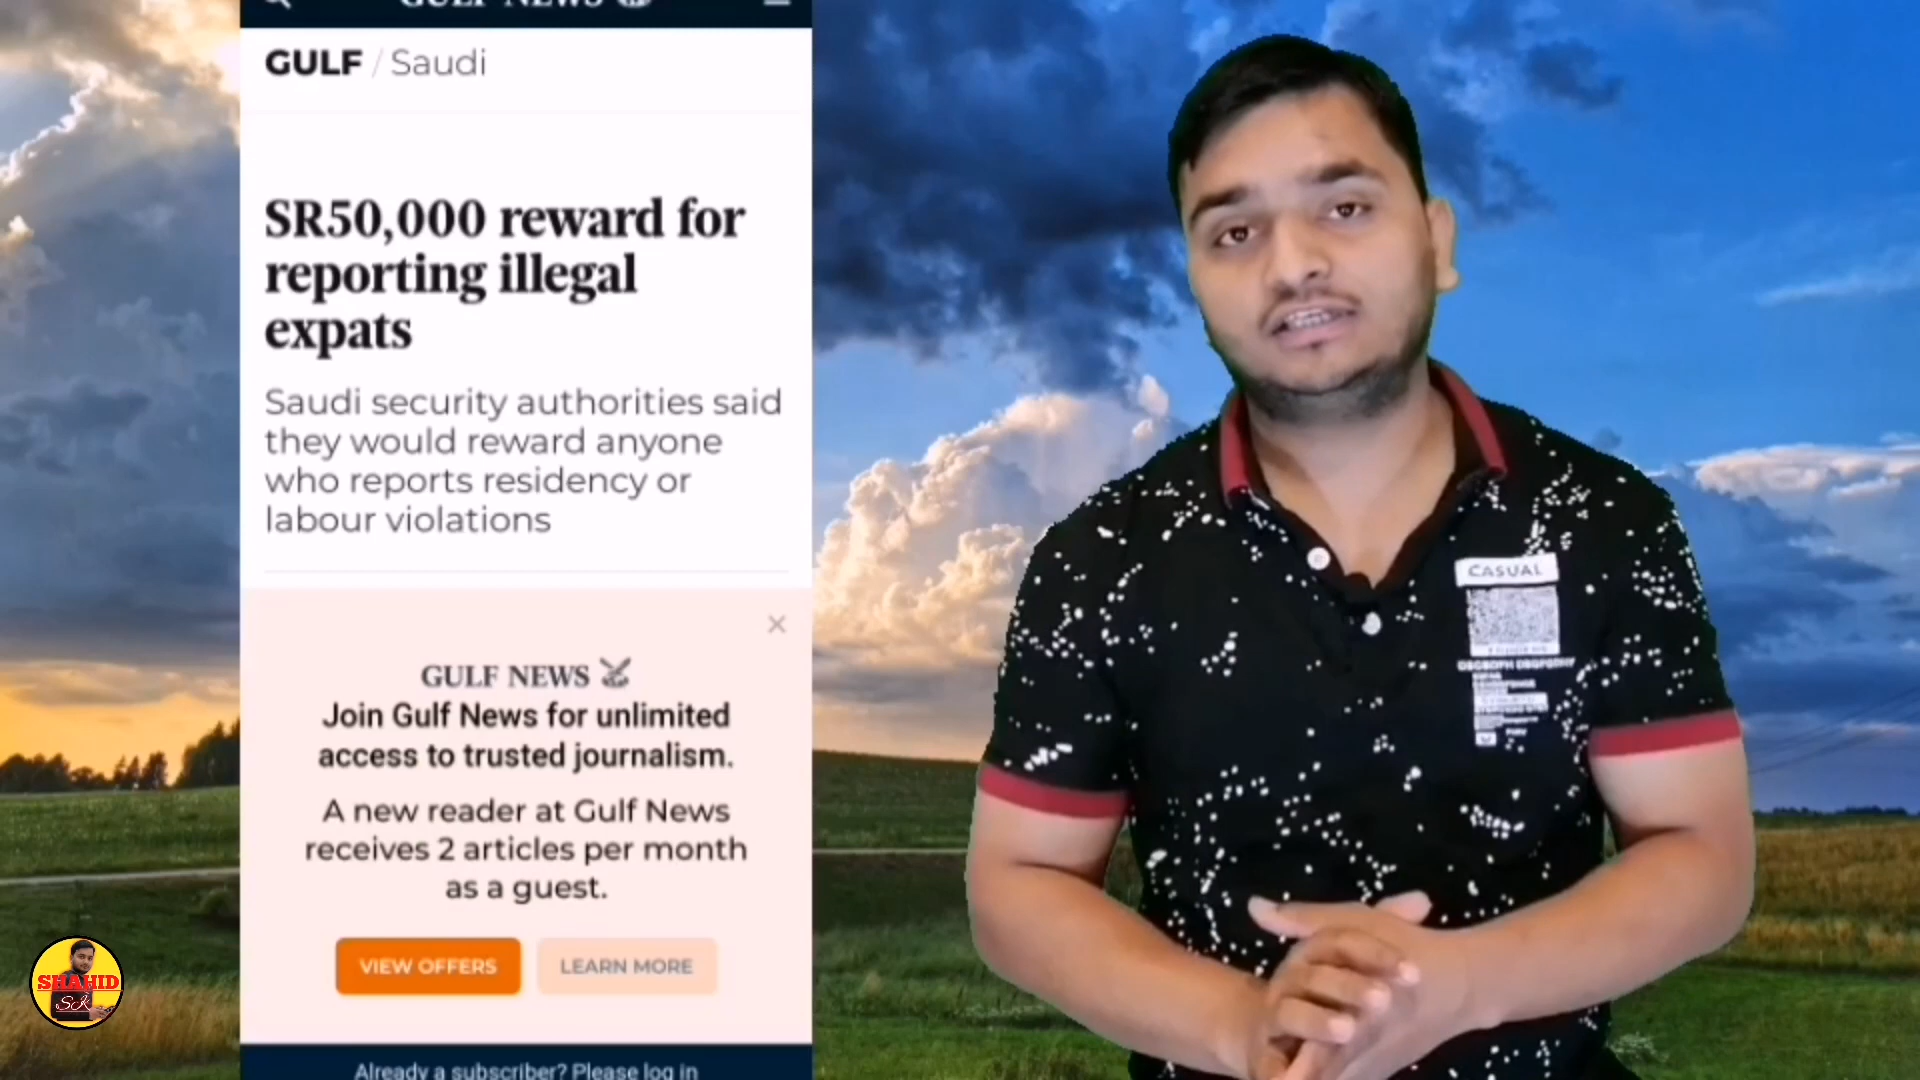 GULF NEWS
GULF / Saudi
SR50,000 reward for
reporting illegal
expats
Saudi security authorities said
they would reward anyone
who reports residency or
labour violations
GULF NEWS
Join Gulf News for unlimited
access to trusted journalism.
A new reader at Gulf News
receives 2 articles per month
as a guest.
VIEW OFFERS
LEARN MORE
Already a subscriber? Please log in
CASUAL
SHAHID
SK